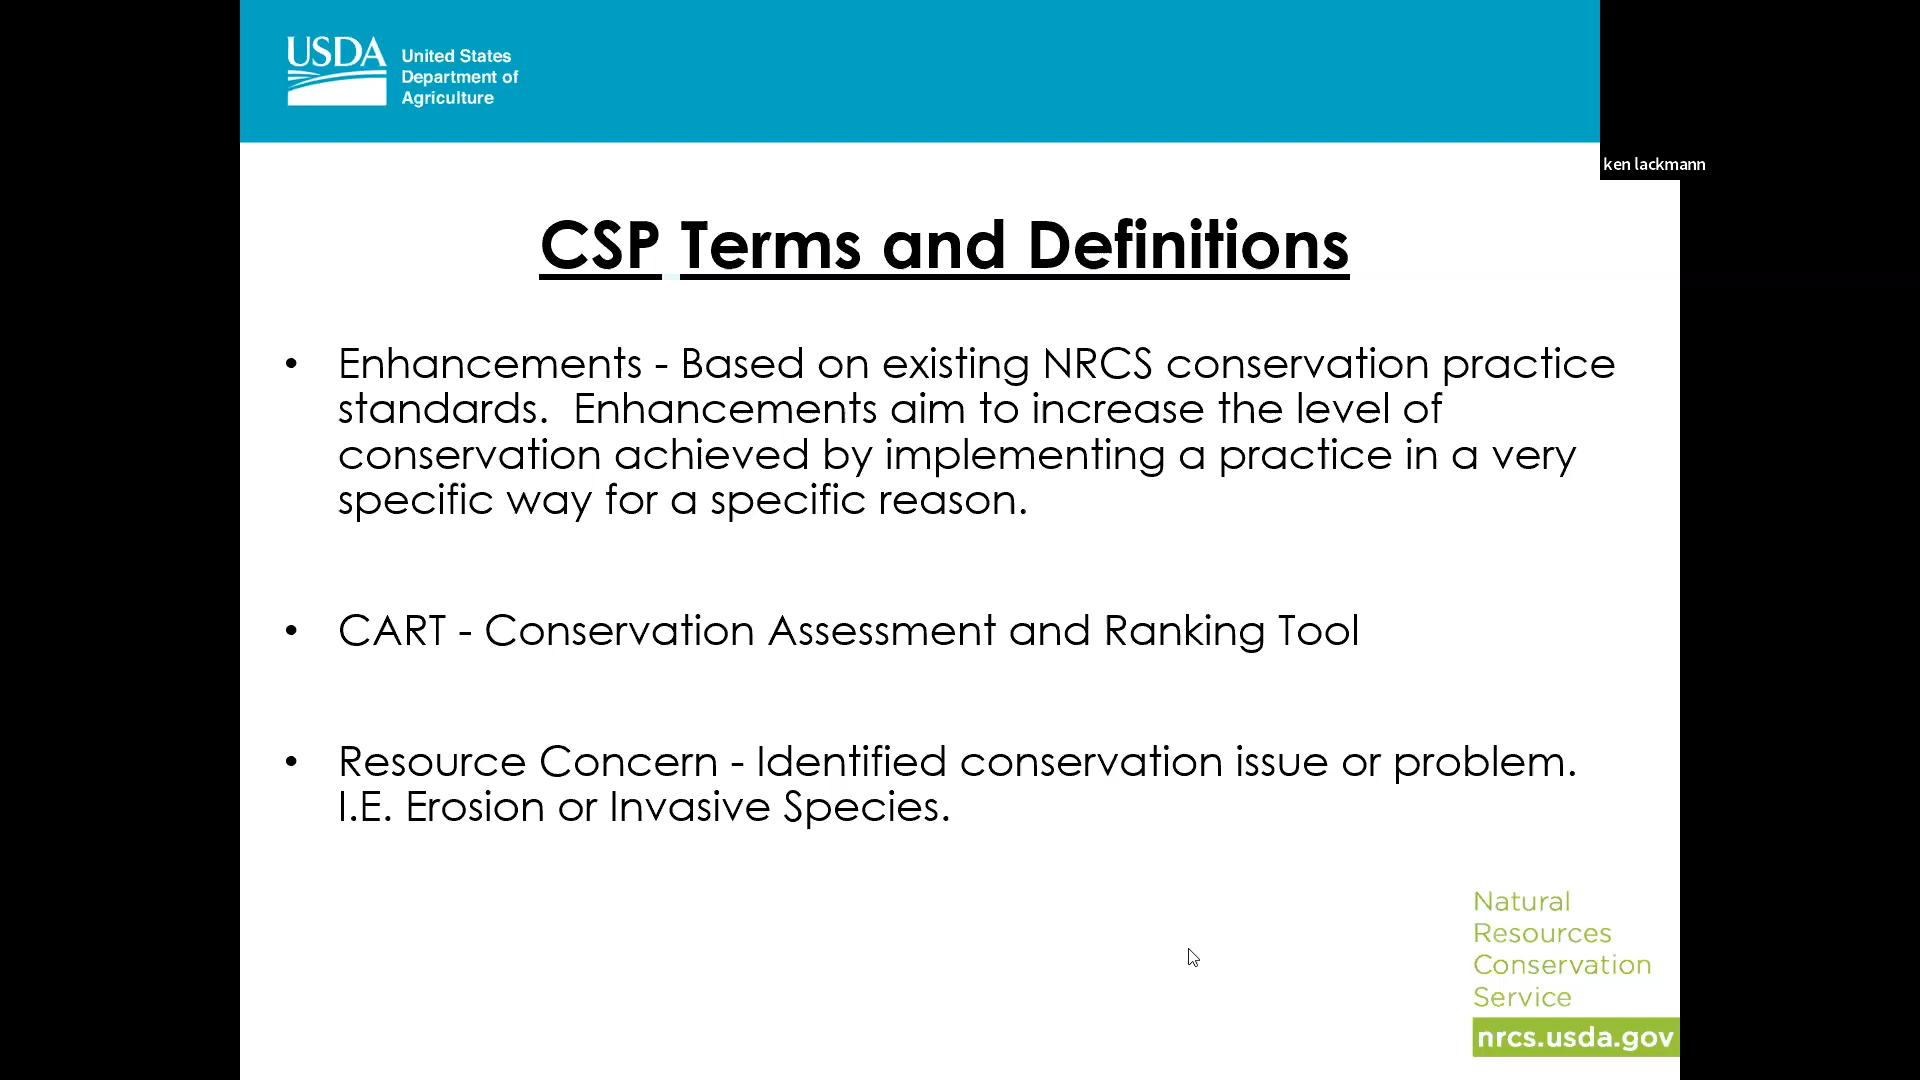 USDA
United States
Department of
Agriculture
ken lackmann
CSP Terms and Definitions
• Enhancements - Based on existing NRCS conservation practice
standards.  Enhancements aim to increase the level of
conservation achieved by implementing a practice in a very
specific way for a specific reason.
• CART - Conservation Assessment and Ranking Tool
• Resource Concern - Identified conservation issue or problem.
I.E. Erosion or Invasive Species.
Natural
Resources
Conservation
Service
nrcs.usda.gov